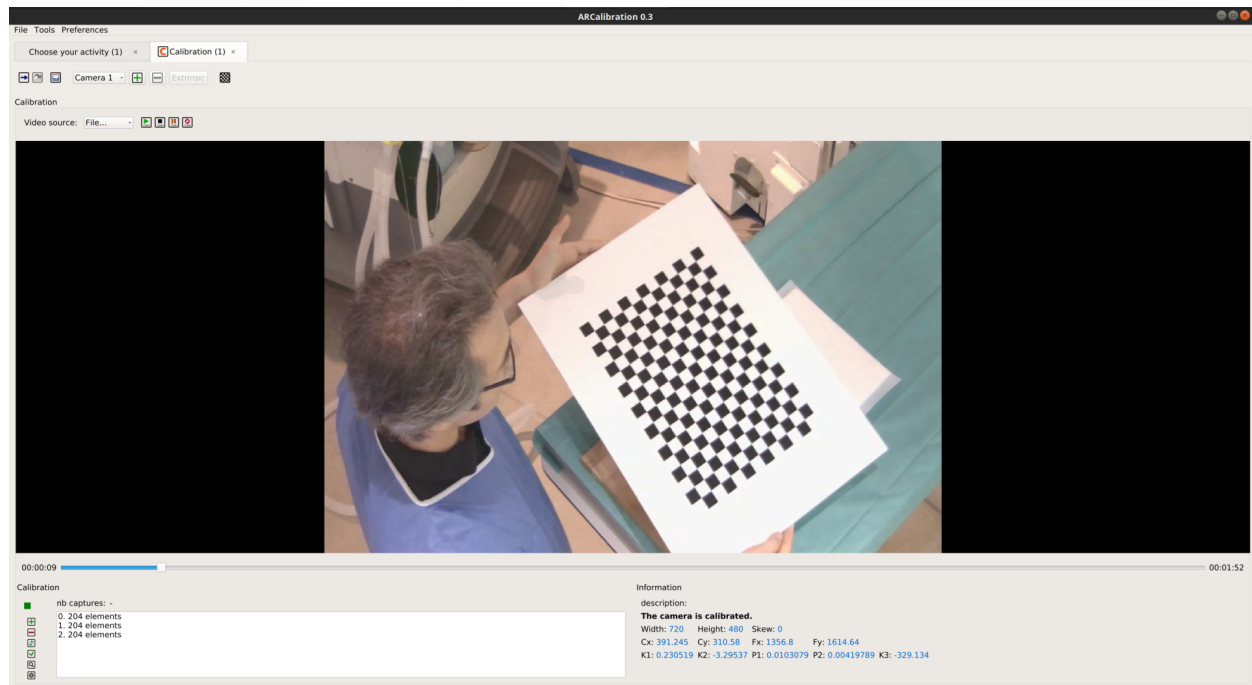 ARCalibration 0.3
File Tools Preferences
Choose your activity (1) × Calibration (1) ×
Camera 1 Extrinsic
Calibration
Video source: File...
00:00:09 00:01:52
Calibration
nb captures: -
0. 204 elements
1. 204 elements
2. 204 elements
Information
description:
The camera is calibrated.
Width: 720 Height: 480 Skew: 0
Cx: 391.245 Cy: 310.58 Fx: 1356.8 Fy: 1614.64
K1: 0.230519 K2: -3.29537 P1: 0.0103079 P2: 0.00419789 K3: -329.134